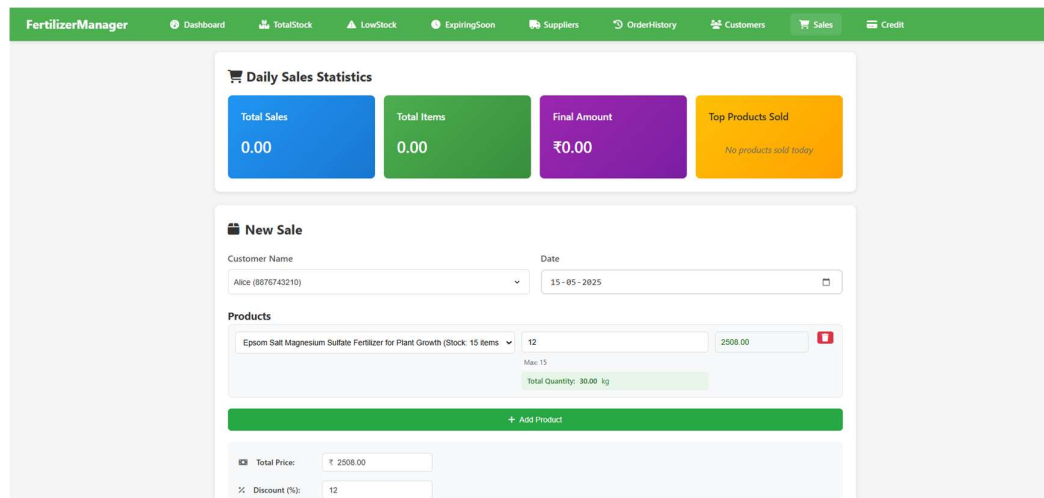 FertilizerManager Dashboard TotalStock LowStock ExpiringSoon Suppliers OrderHistory Customers Sales Credit
Daily Sales Statistics
Total Sales Total Items Final Amount Top Products Sold
0.00 0.00 ₹0.00 No products sold today
New Sale
Customer Name Date
Alice (8876743210) 15-05-2025
Products
Epsom Salt Magnesium Sulfate Fertilizer for Plant Growth (Stock: 15 items 12 2508.00
Max: 15
Total Quantity: 30.00 kg
+ Add Product
Total Price: ₹ 2508.00
% Discount (%): 12